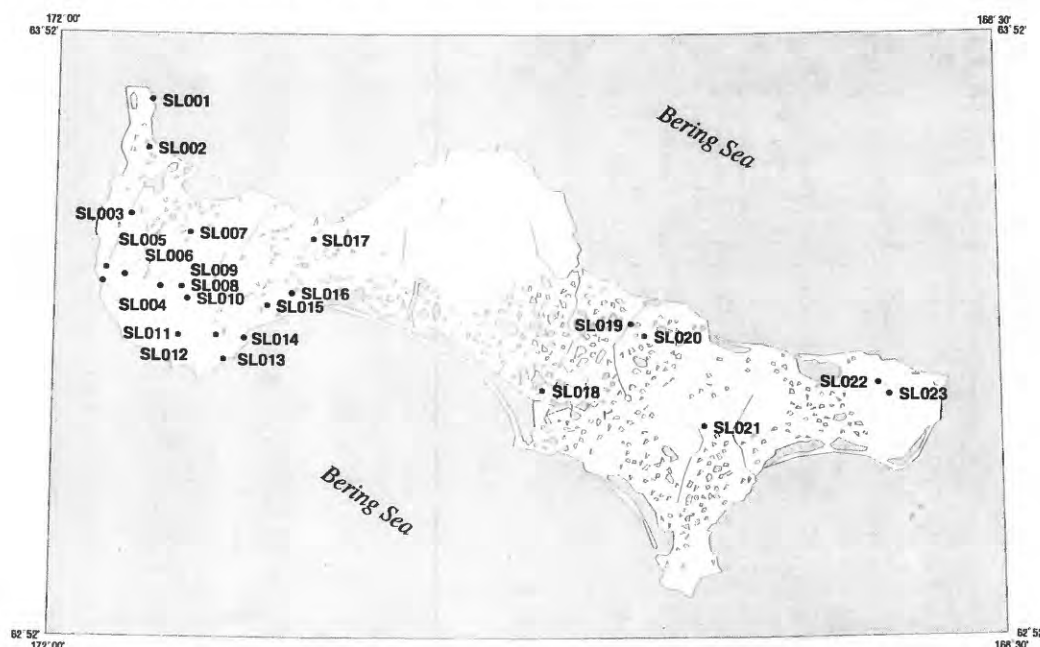 172°00'
168°30'
63°52'
63°52'
SL001
Bering Sea
SL002
SL003
SL005
SL007
SL017
SL006
SL009
SL008
SL004
SL010
SL016
SL015
SL011
SL014
SL019
SL020
SL012
SL013
SL022
SL018
SL023
SL021
Bering Sea
62°52'
62°52'
172°00'
168°30'